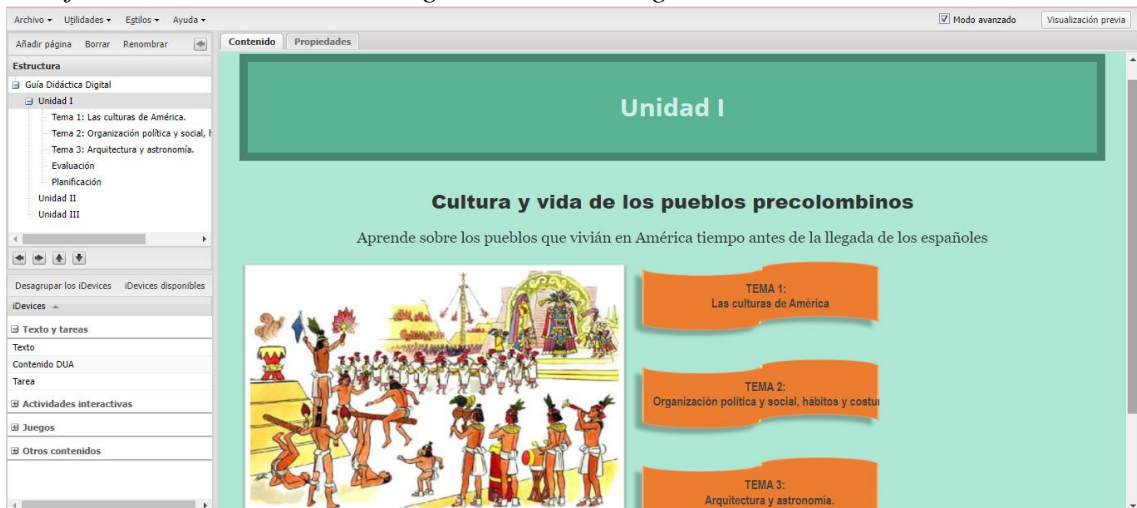 Archivo Utilidades Estilos Ayuda
Modo avanzado
Visualización previa
Añadir página Borrar Renombrar
Estructura
Guía Didáctica Digital
Unidad I
Tema 1: Las culturas de América.
Tema 2: Organización política y social, h
Tema 3: Arquitectura y astronomía.
Evaluación
Planificación
Unidad II
Unidad III
Desagrupar los iDevices iDevices disponibles
iDevices
Texto y tareas
Texto
Contenido DUA
Tarea
Actividades interactivas
Juegos
Otros contenidos
Contenido Propiedades
Unidad I
Cultura y vida de los pueblos precolombinos
Aprende sobre los pueblos que vivián en América tiempo antes de la llegada de los españoles
TEMA 1:
Las culturas de América
TEMA 2:
Organización política y social, hábitos y costur
TEMA 3:
Arquitectura y astronomía.